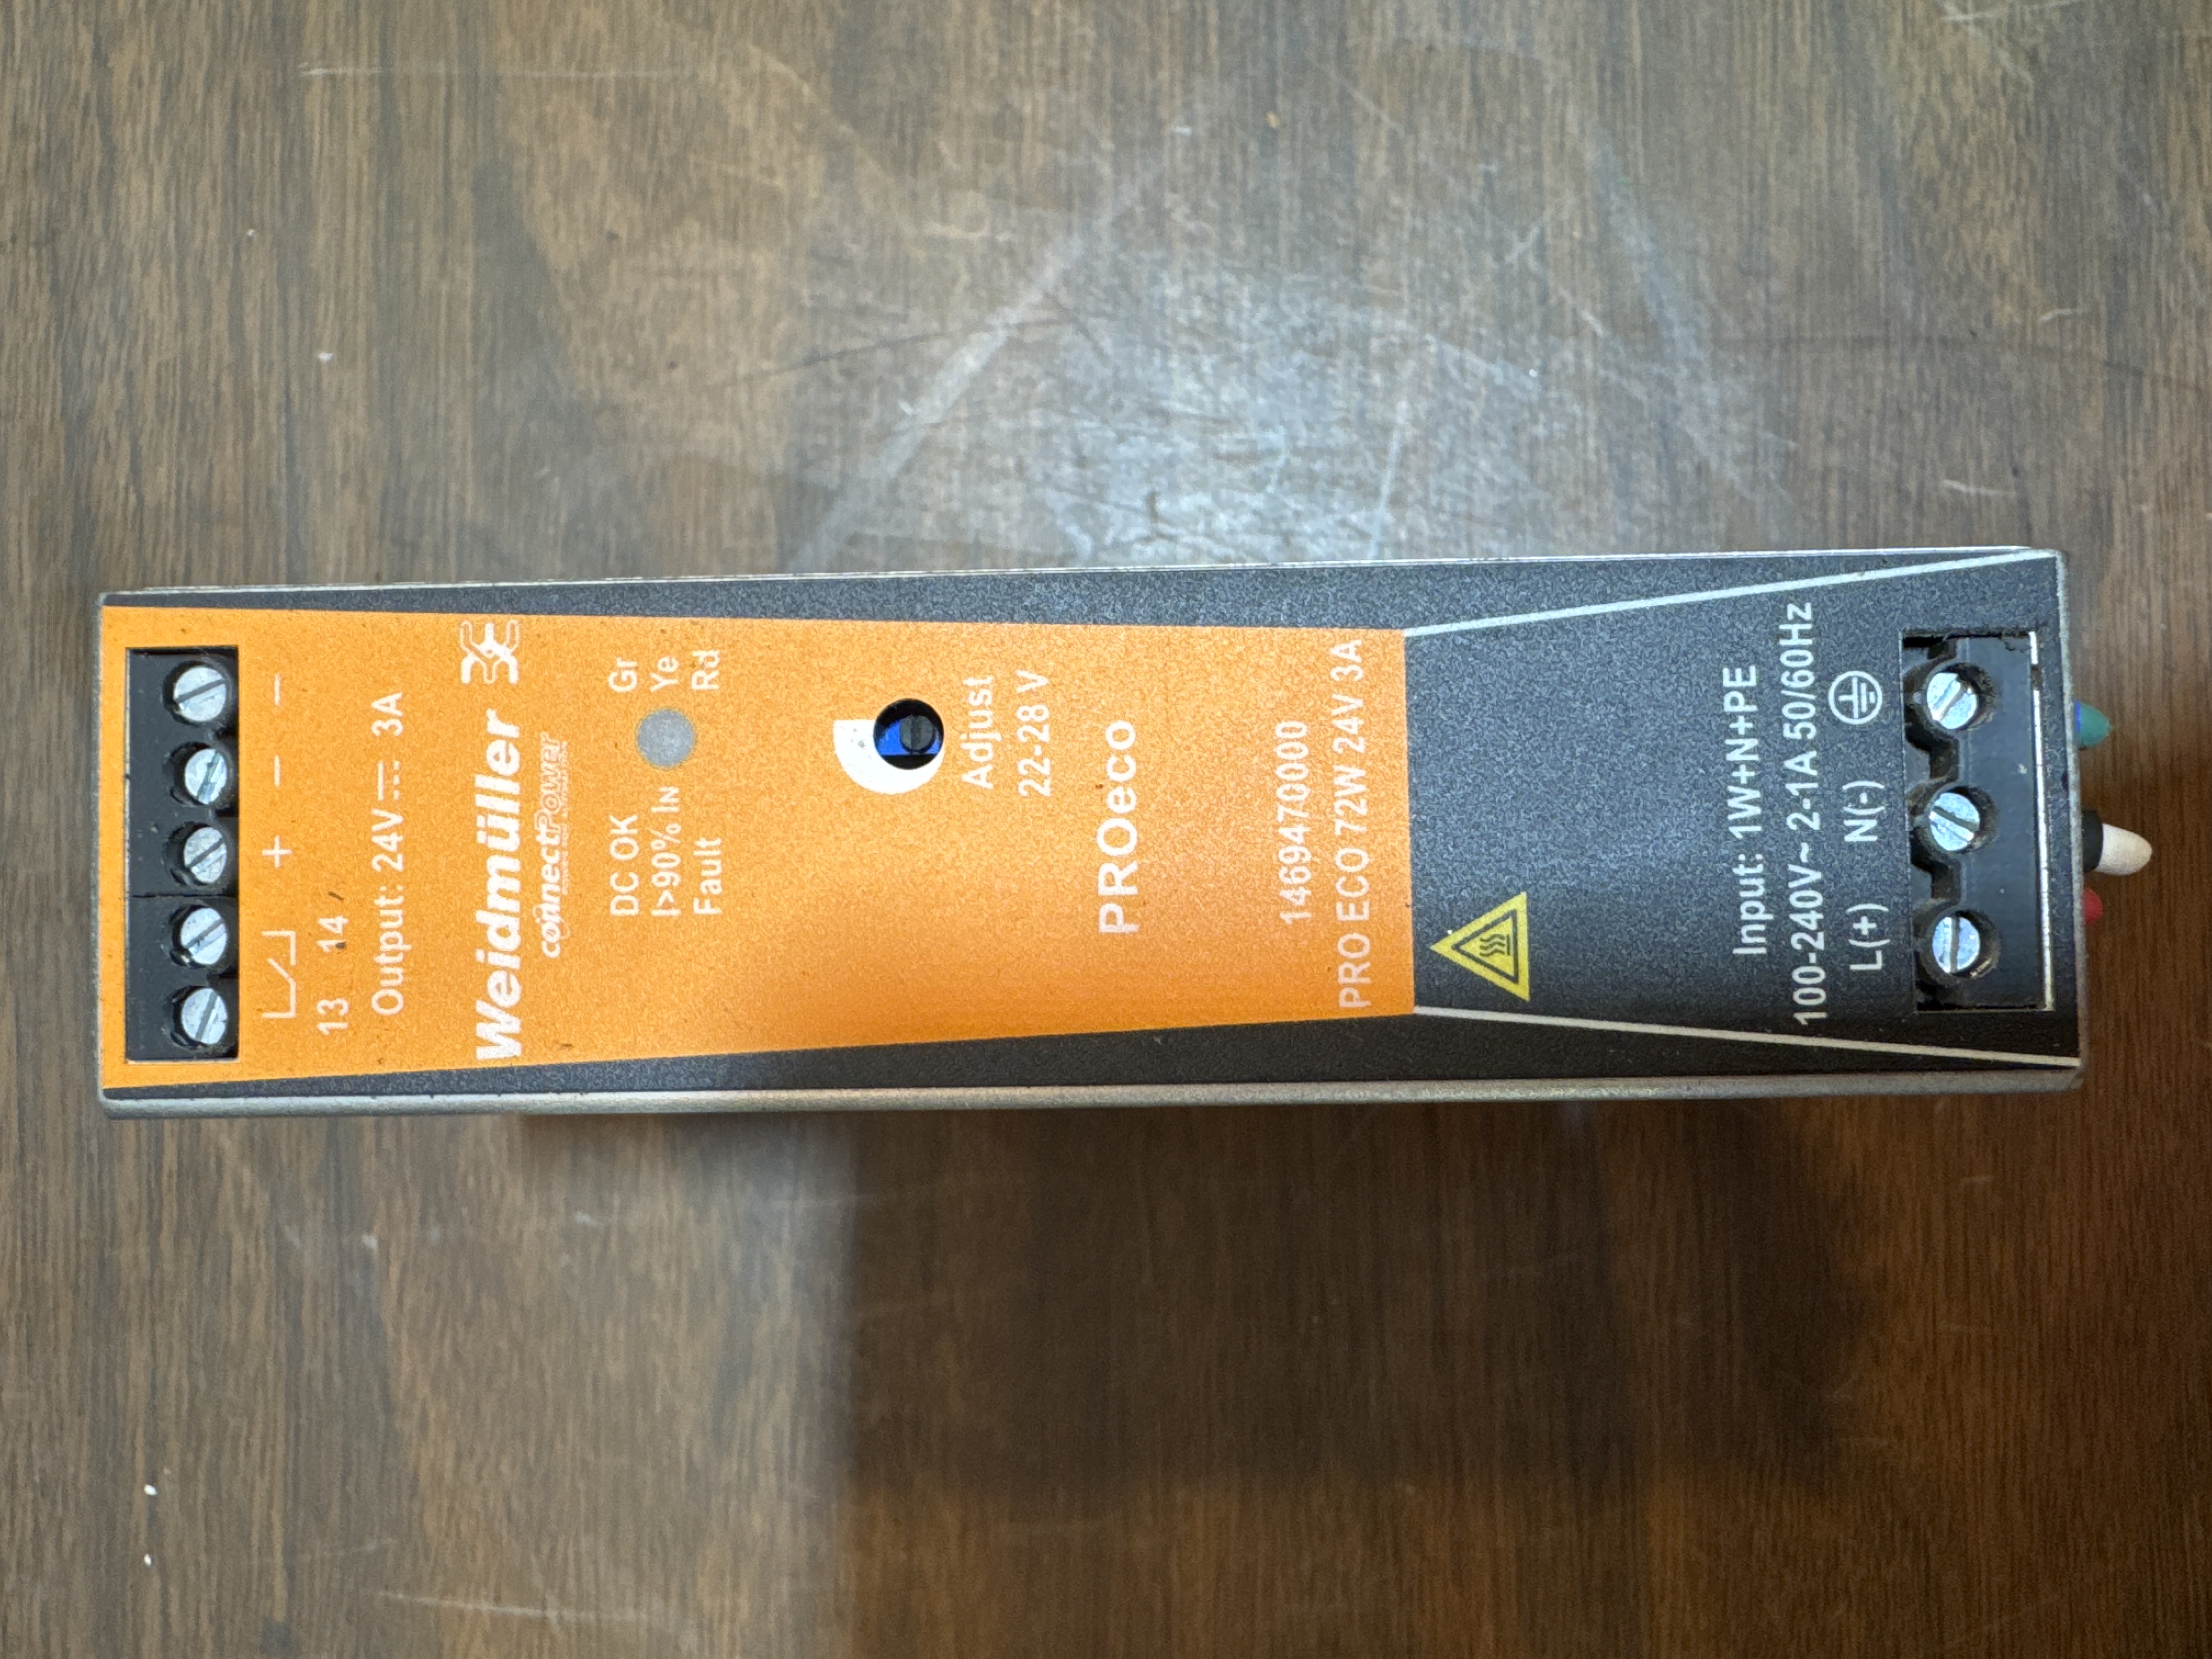 + - -
13 14
Output: 24V 3A
Weidmüller
connectPower
DC OK Gr
I>90% IN Ye
Fault Rd
Adjust
22-28 V
PROeco
1469470000
PRO ECO 72W 24V 3A
Input: 1W+N+PE
100-240V~ 2-1A 50/60Hz
L(+) N(-)